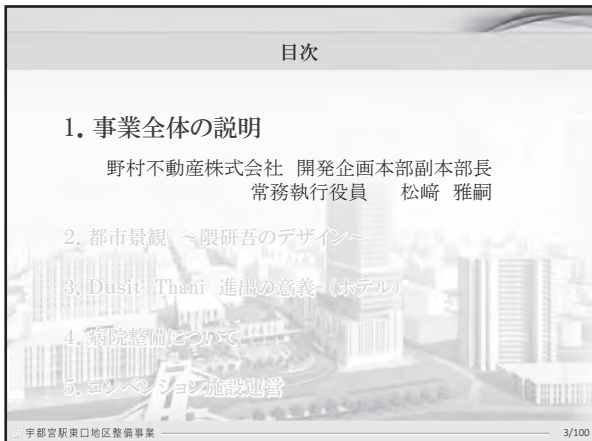 目次
1. 事業全体の説明
野村不動産株式会社 開発企画本部副本部長
常務執行役員 松﨑 雅嗣
2. 都市景観 ~隈研吾のデザイン~
3. Dusit Thani 進出の意義（ホテル）
4. 病院整備について
5. コンベンション施設運営
/// 宇都宮駅東口地区整備事業
3/100